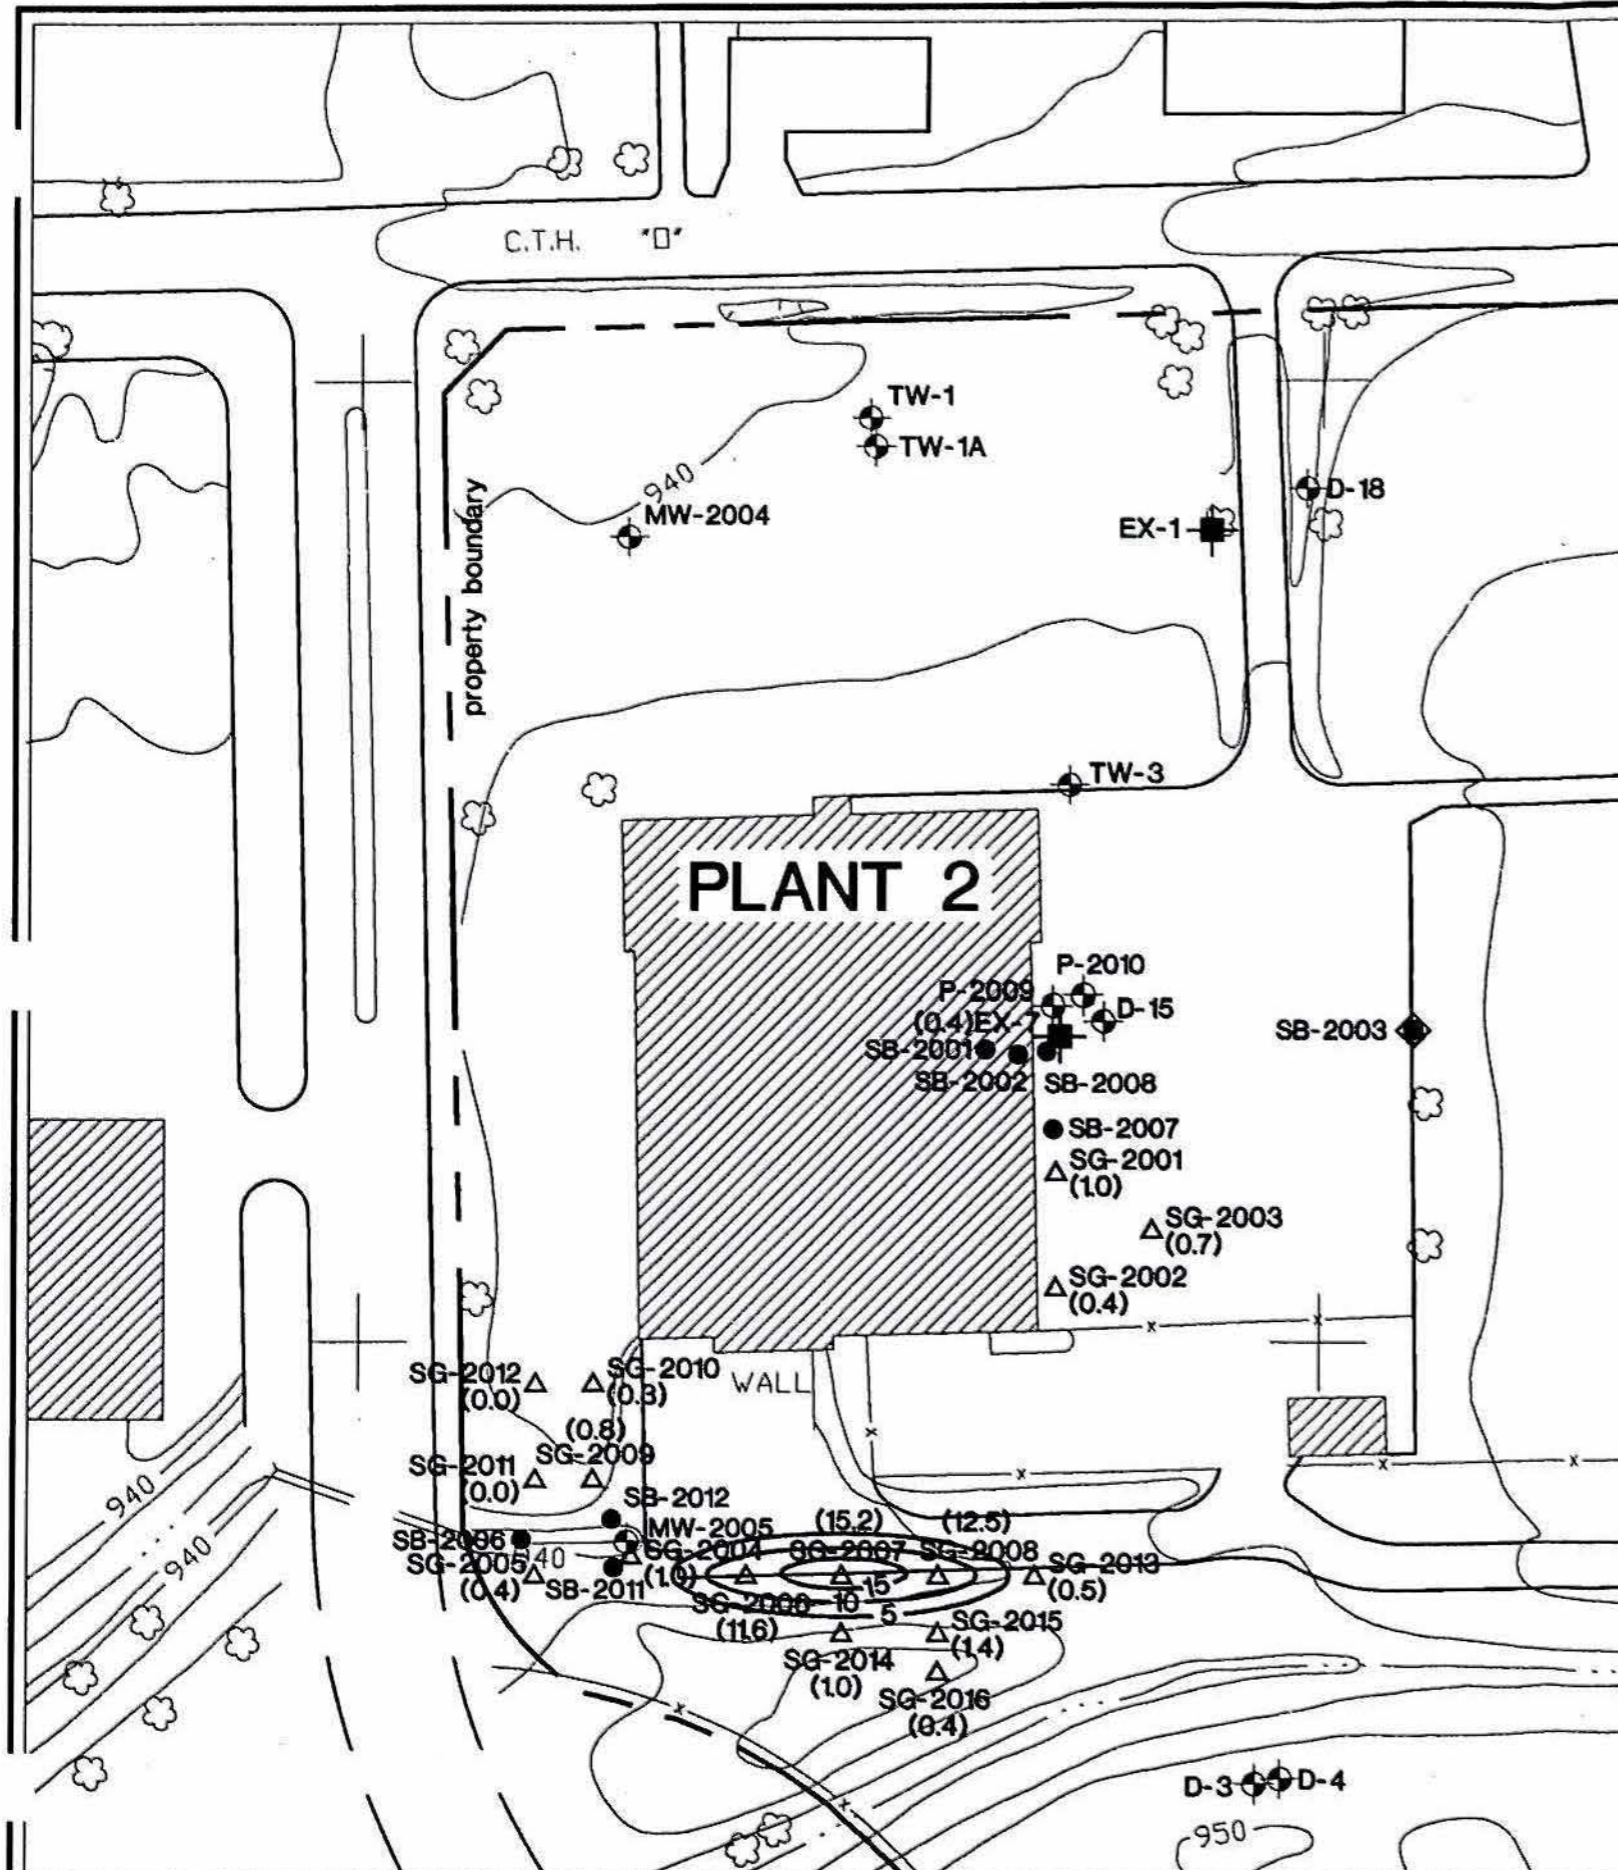 C.T.H. "D"
TW-1
TW-1A
940
MW-2004
D-18
EX-1
property boundary
TW-3
PLANT 2
P-2010
P-2009
D-15
(0.4)EX-7
SB-2003
SB-2001
SB-2002
SB-2008
SB-2007
SG-2001
(1.0)
SG-2003
(0.7)
SG-2002
(0.4)
SG-2012
(0.0)
SG-2010
(0.3)
WALL
(0.8)
SG-2009
SG-2011
(0.0)
940
SB-2012
MW-2005
(15.2)
(12.5)
SB-2006
940
940
SG-2004
(1.0)
SG-2007
SG-2008
SG-2013
(0.5)
SG-2005
(0.4)
SB-2011
15
SG-2006
(11.6)
10
5
SG-2015
(1.4)
SG-2014
(1.0)
SG-2016
(0.4)
D-3
D-4
950